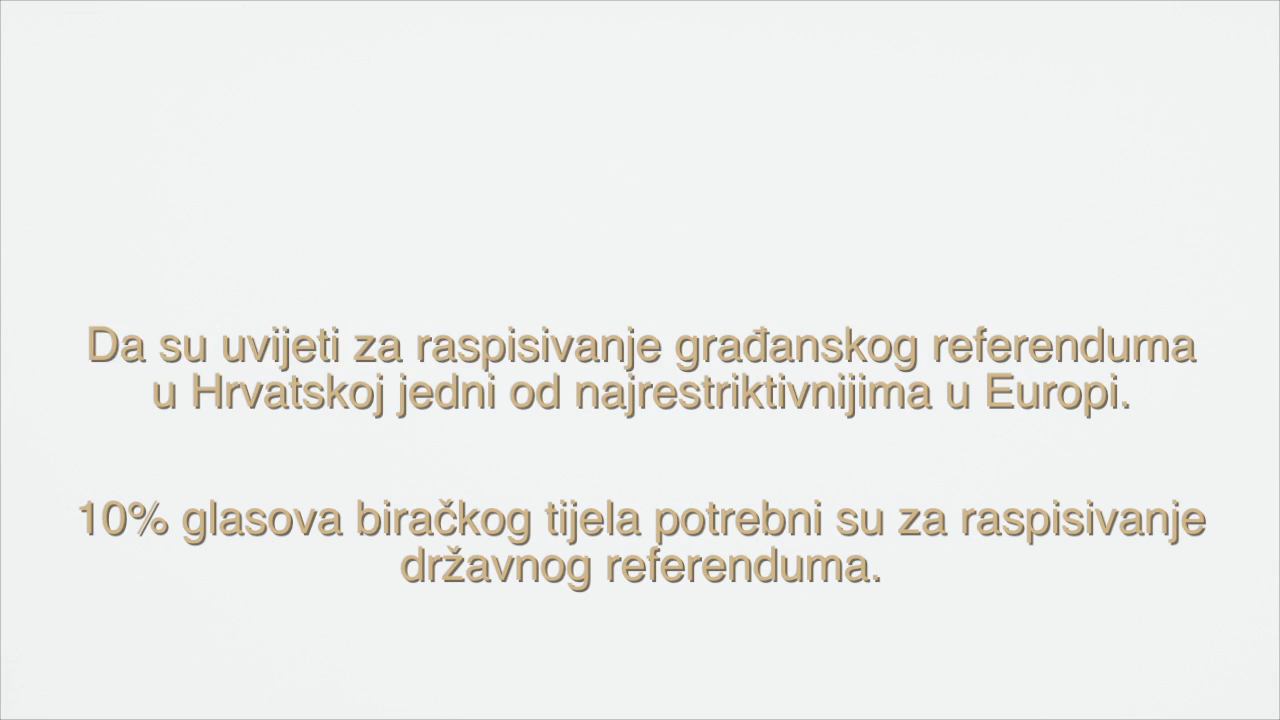 Da su uvijeti za raspisivanje građanskog referenduma
u Hrvatskoj jedni od najrestriktivnijima u Europi.
10% glasova biračkog tijela potrebni su za raspisivanje
državnog referenduma.